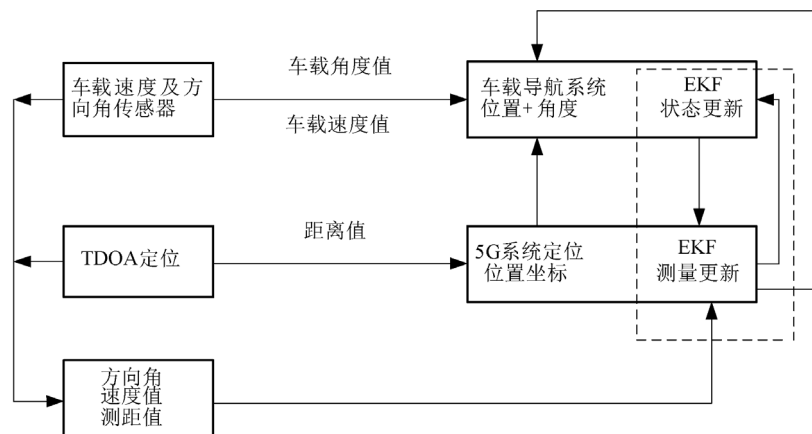 车载速度及方
向角传感器
车载角度值
车载速度值
车载导航系统
位置+角度
EKF
状态更新
TDOA定位
距离值
5G系统定位
位置坐标
EKF
测量更新
方向角
速度值
测距值